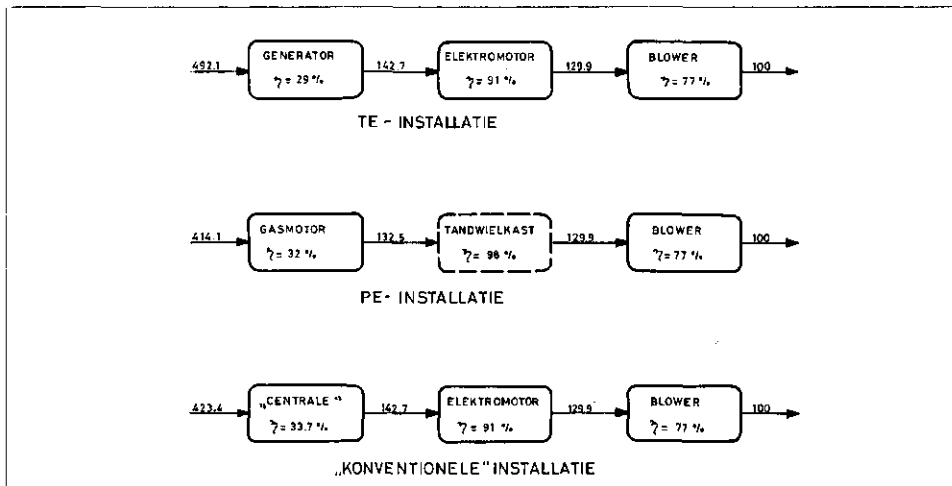 GENERATOR
ELEKTROMOTOR
BLOWER
492.1
142.7
129.9
100
η = 29 %
η = 91 %
η = 77 %
TE - INSTALLATIE
GASMOTOR
TANDWIELKAST
BLOWER
414.1
132.5
129.9
100
η = 32 %
η = 98 %
η = 77 %
PE - INSTALLATIE
„CENTRALE“
ELEKTROMOTOR
BLOWER
423.4
142.7
129.9
100
η = 33.7 %
η = 91 %
η = 77 %
„KONVENTIONELE" INSTALLATIE